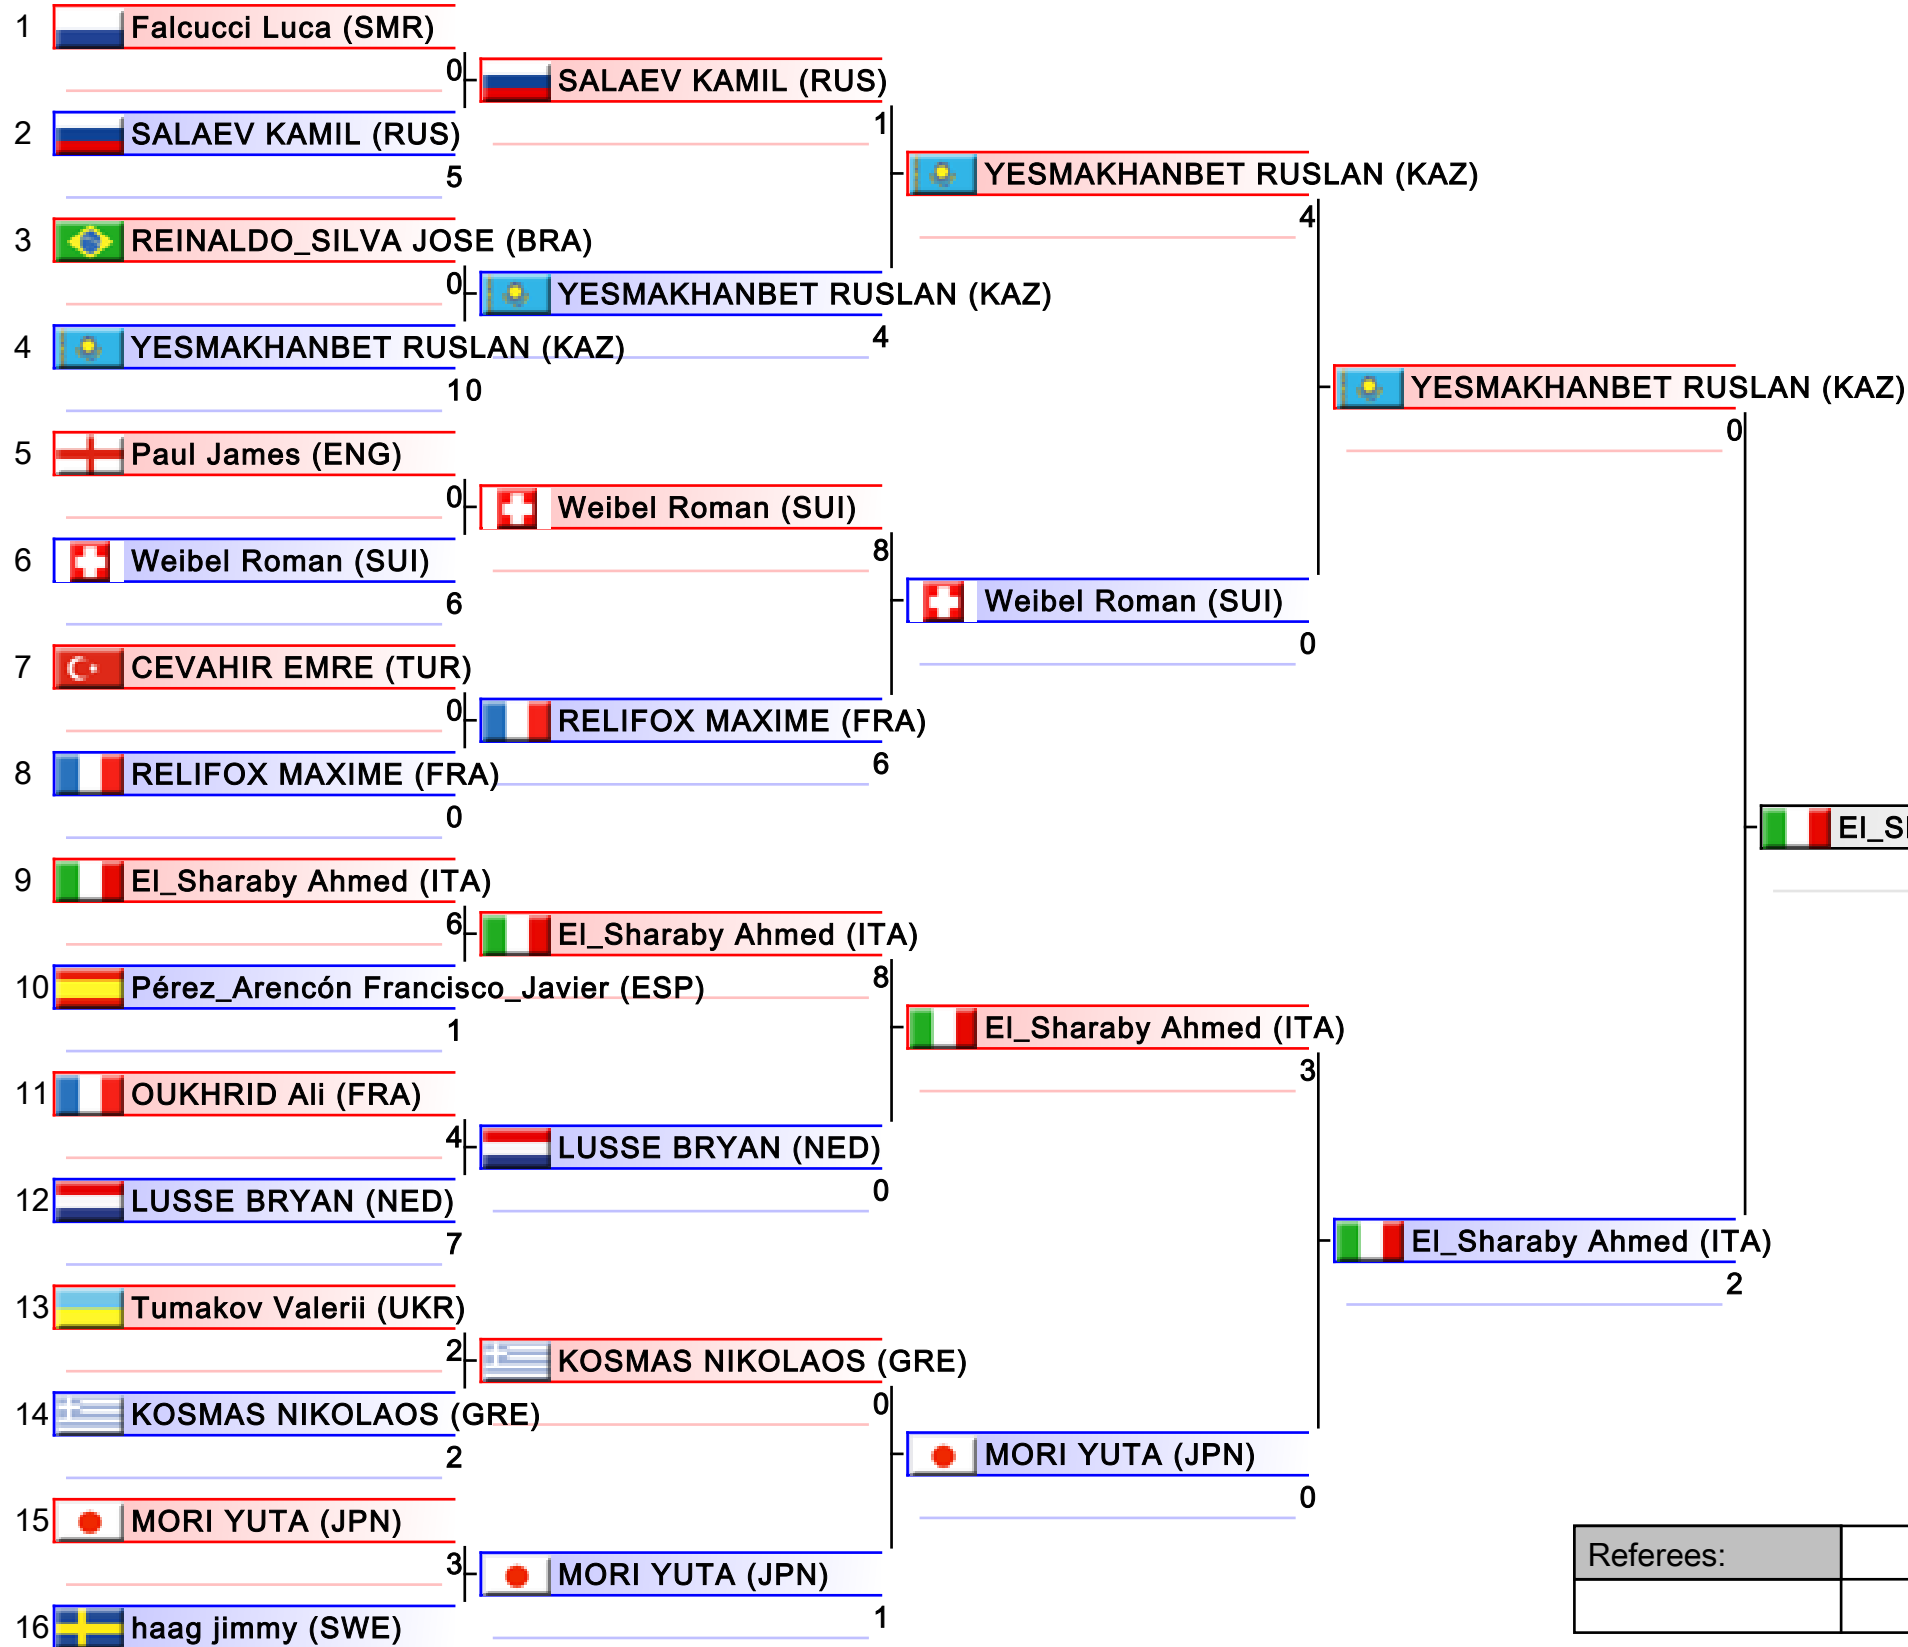 1 Falcucci Luca (SMR)
0
SALAEV KAMIL (RUS)
1
2 SALAEV KAMIL (RUS)
5
YESMAKHANBET RUSLAN (KAZ)
4
3 REINALDO_SILVA JOSE (BRA)
0
YESMAKHANBET RUSLAN (KAZ)
4
4 YESMAKHANBET RUSLAN (KAZ)
10
YESMAKHANBET RUSLAN (KAZ)
0
5 Paul James (ENG)
0
Weibel Roman (SUI)
8
6 Weibel Roman (SUI)
6
Weibel Roman (SUI)
0
7 CEVAHIR EMRE (TUR)
0
RELIFOX MAXIME (FRA)
6
8 RELIFOX MAXIME (FRA)
0
9 El_Sharaby Ahmed (ITA)
6
El_Sharaby Ahmed (ITA)
8
10 Pérez_Arencón Francisco_Javier (ESP)
1
El_Sharaby Ahmed (ITA)
3
11 OUKHRID Ali (FRA)
4
LUSSE BRYAN (NED)
0
12 LUSSE BRYAN (NED)
7
El_Sharaby Ahmed (ITA)
2
13 Tumakov Valerii (UKR)
2
KOSMAS NIKOLAOS (GRE)
0
14 KOSMAS NIKOLAOS (GRE)
2
MORI YUTA (JPN)
0
15 MORI YUTA (JPN)
3
MORI YUTA (JPN)
1
16 haag jimmy (SWE)
Referees: